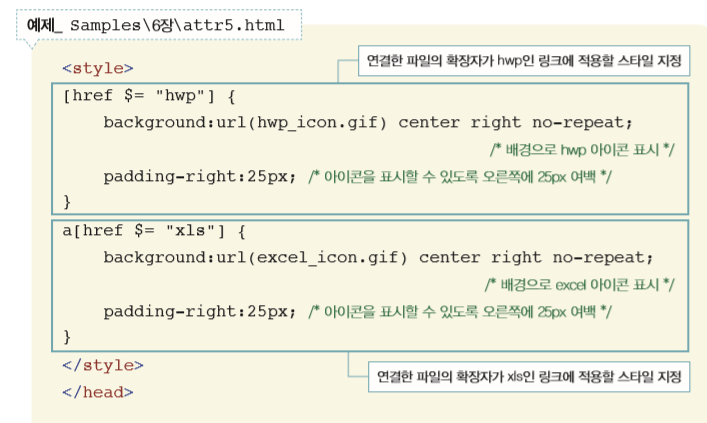 예제_ Samples\6장\attr5.html
연결한 파일의 확장자가 hwp인 링크에 적용할 스타일 지정
<style>
[href $= "hwp"] {
background:url(hwp_icon.gif) center right no-repeat;
/* 배경으로 hwp 아이콘 표시 */
padding-right:25px; /* 아이콘을 표시할 수 있도록 오른쪽에 25px 여백 */
}
a[href $= "xls"] {
background:url(excel_icon.gif) center right no-repeat;
/* 배경으로 excel 아이콘 표시 */
padding-right:25px; /* 아이콘을 표시할 수 있도록 오른쪽에 25px 여백 */
}
</style>
연결한 파일의 확장자가 xls인 링크에 적용할 스타일 지정
</head>